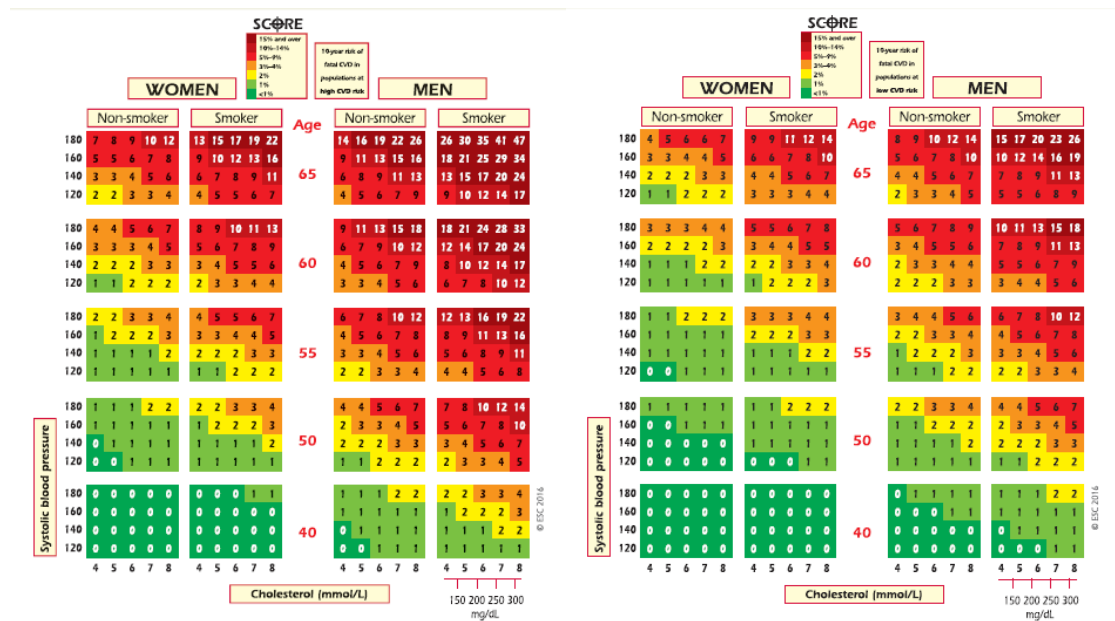 SCORE
15% and over
10%–14%
5%–9%
3%–4%
2%
1%
<1%
10-year risk of
fatal CVD in
populations at
high CVD risk
WOMEN
MEN
Non-smoker Smoker Age Non-smoker Smoker
180 7 8 9 10 12 13 15 17 19 22 14 16 19 22 26 26 30 35 41 47
160 5 5 6 7 8 9 10 12 13 16 9 11 13 15 16 18 21 25 29 34
140 3 3 4 5 6 6 7 8 9 11 65 6 8 9 11 13 13 15 17 20 24
120 2 2 3 3 4 4 5 5 6 7 4 5 6 7 9 9 10 12 14 17
180 4 4 5 6 7 8 9 10 11 13 9 11 13 15 18 18 21 24 28 33
160 3 3 3 4 5 5 6 7 8 9 6 7 9 10 12 12 14 17 20 24
140 2 2 2 3 3 3 4 5 5 6 60 4 5 6 7 9 8 10 12 14 17
120 1 1 2 2 2 2 3 3 4 4 3 3 4 5 6 6 7 8 10 12
180 2 2 3 3 4 4 5 5 6 7 6 7 8 10 12 12 13 16 19 22
160 1 2 2 2 3 3 3 4 4 5 4 5 6 7 8 8 9 11 13 16
140 1 1 1 1 2 2 2 2 3 3 55 3 3 4 5 6 5 6 8 9 11
120 1 1 1 1 1 1 1 2 2 2 2 2 3 3 4 4 4 5 6 8
180 1 1 1 2 2 2 2 3 3 4 4 4 5 6 7 7 8 10 12 14
160 1 1 1 1 1 1 2 2 2 3 2 3 3 4 5 5 6 7 8 10
140 0 1 1 1 1 1 1 1 1 2 50 2 2 2 3 3 3 4 5 6 7
120 0 0 1 1 1 1 1 1 1 1 1 1 2 2 2 2 3 3 4 5
180 0 0 0 0 0 0 0 0 1 1 1 1 1 2 2 2 2 3 3 4
160 0 0 0 0 0 0 0 0 0 0 1 1 1 1 1 1 2 2 2 3
140 0 0 0 0 0 0 0 0 0 0 40 0 1 1 1 1 1 1 1 2 2
120 0 0 0 0 0 0 0 0 0 0 0 0 1 1 1 1 1 1 1 1
4 5 6 7 8 4 5 6 7 8 4 5 6 7 8 4 5 6 7 8
Systolic blood pressure
© ESC 2016
Cholesterol (mmol/L)
150 200 250 300
mg/dL
SCORE
15% and over
10%–14%
5%–9%
3%–4%
2%
1%
<1%
10-year risk of
fatal CVD in
populations at
low CVD risk
WOMEN
MEN
Non-smoker Smoker Age Non-smoker Smoker
180 4 5 6 6 7 9 9 11 12 14 8 9 10 12 14 15 17 20 23 26
160 3 3 4 4 5 6 6 7 8 10 5 6 7 8 10 10 12 14 16 19
140 2 2 2 3 3 4 4 5 6 7 65 4 4 5 6 7 7 8 9 11 13
120 1 1 2 2 2 3 3 3 4 4 2 3 3 4 5 5 5 6 8 9
180 3 3 3 4 4 5 5 6 7 8 5 6 7 8 9 10 11 13 15 18
160 2 2 2 2 3 3 4 4 5 5 3 4 5 5 6 7 8 9 11 13
140 1 1 1 2 2 2 2 3 3 4 60 2 3 3 4 4 5 5 6 7 9
120 1 1 1 1 1 1 2 2 2 3 2 2 2 3 3 3 4 4 5 6
180 1 1 2 2 2 3 3 3 4 4 3 4 4 5 6 6 7 8 10 12
160 1 1 1 1 1 2 2 2 3 3 2 2 3 3 4 4 5 6 7 8
140 1 1 1 1 1 1 1 1 2 2 55 1 2 2 2 3 3 3 4 5 6
120 0 0 1 1 1 1 1 1 1 1 1 1 1 2 2 2 2 3 3 4
180 1 1 1 1 1 1 1 2 2 2 2 2 3 3 4 4 4 5 6 7
160 0 0 1 1 1 1 1 1 1 1 1 1 2 2 2 2 3 3 4 5
140 0 0 0 0 0 1 1 1 1 1 50 1 1 1 1 2 2 2 2 3 3
120 0 0 0 0 0 0 0 0 1 1 1 1 1 1 1 1 1 2 2 2
180 0 0 0 0 0 0 0 0 0 0 0 1 1 1 1 1 1 1 2 2
160 0 0 0 0 0 0 0 0 0 0 0 0 1 1 1 1 1 1 1 1
140 0 0 0 0 0 0 0 0 0 0 40 0 0 0 0 1 0 1 1 1 1
120 0 0 0 0 0 0 0 0 0 0 0 0 0 0 0 0 0 0 1 1
4 5 6 7 8 4 5 6 7 8 4 5 6 7 8 4 5 6 7 8
Systolic blood pressure
© ESC 2016
Cholesterol (mmol/L)
150 200 250 300
mg/dL